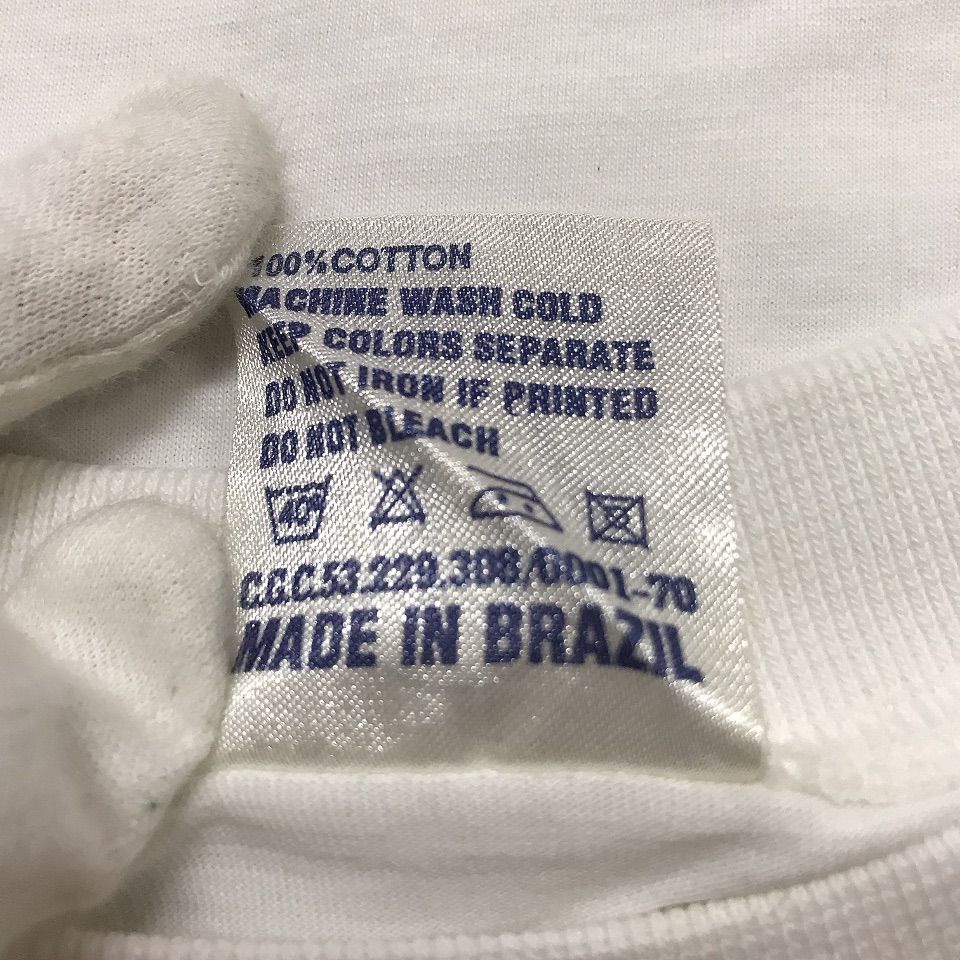 100% COTTON
MACHINE WASH COLD
KEEP COLORS SEPARATE
DO NOT IRON IF PRINTED
DO NOT BLEACH
40°
C.G.C.53.229.308/0001-70
MADE IN BRAZIL